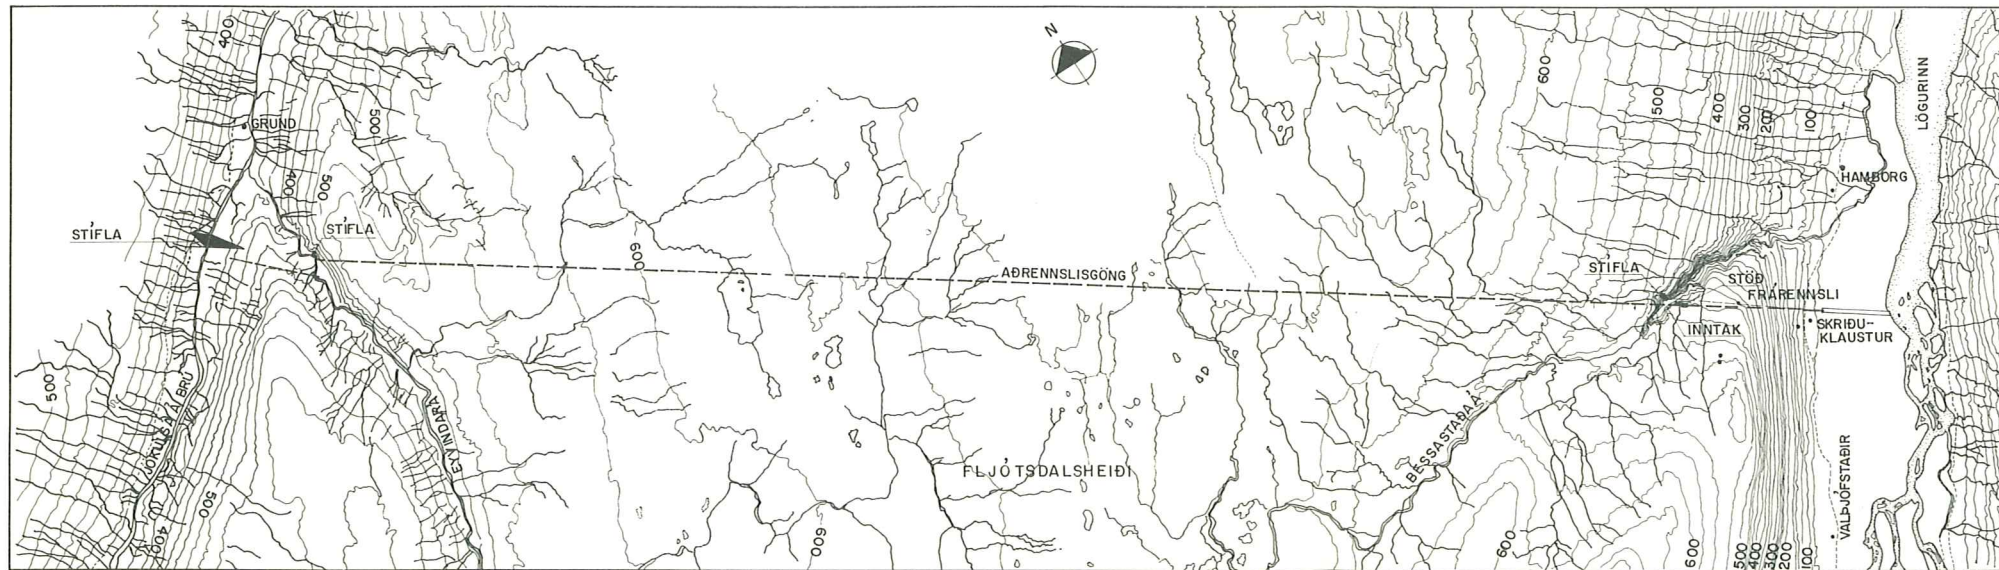 N
400
GRUND
500
400
500
STÍFLA
STÍFLA
600
AÐRENNSLISGÖNG
500
JÖKULSÁ Á BRÚ
EYVINDARÁ
500
400
FLJÓTSDALSHEIÐI
600
600
500
400
300
200
100
LÖGURINN
HAMBORG
STÍFLA
STÖÐ
FRÁRENNSLI
INNTAK
SKRIÐU-
KLAUSTUR
BESSASTAÐAÁ
VALÞJÓFSTAÐIR
600
600
500
400
300
200
100